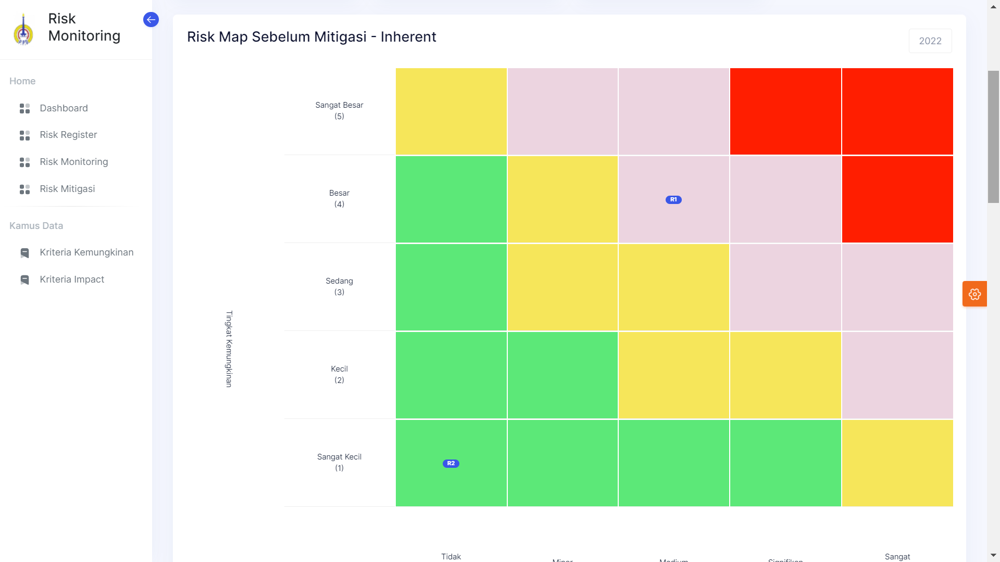 Risk
Monitoring
Home
Dashboard
Risk Register
Risk Monitoring
Risk Mitigasi
Kamus Data
Kriteria Kemungkinan
Kriteria Impact
Risk Map Sebelum Mitigasi - Inherent
2022
Tingkat Kemungkinan
Sangat Besar
(5)
Besar
(4)
R1
Sedang
(3)
Kecil
(2)
Sangat Kecil
(1)
R2
Tidak
Minor
Medium
Signifikan
Sangat